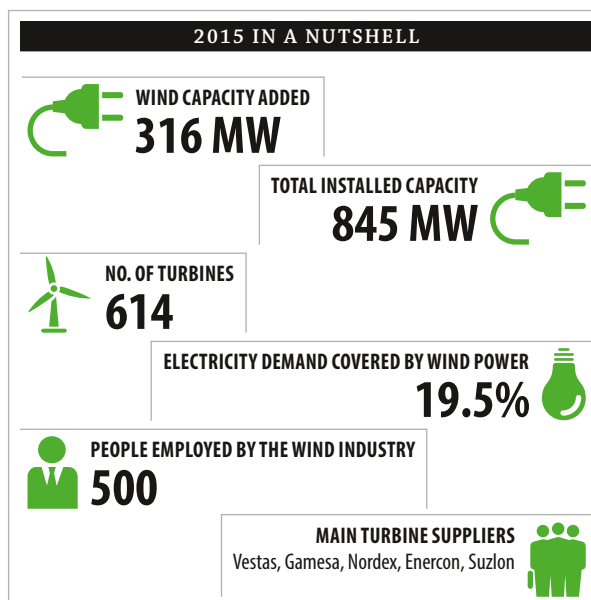 2015 IN A NUTSHELL
WIND CAPACITY ADDED
316 MW
TOTAL INSTALLED CAPACITY
845 MW
NO. OF TURBINES
614
ELECTRICITY DEMAND COVERED BY WIND POWER
19.5%
PEOPLE EMPLOYED BY THE WIND INDUSTRY
500
MAIN TURBINE SUPPLIERS
Vestas, Gamesa, Nordex, Enercon, Suzlon